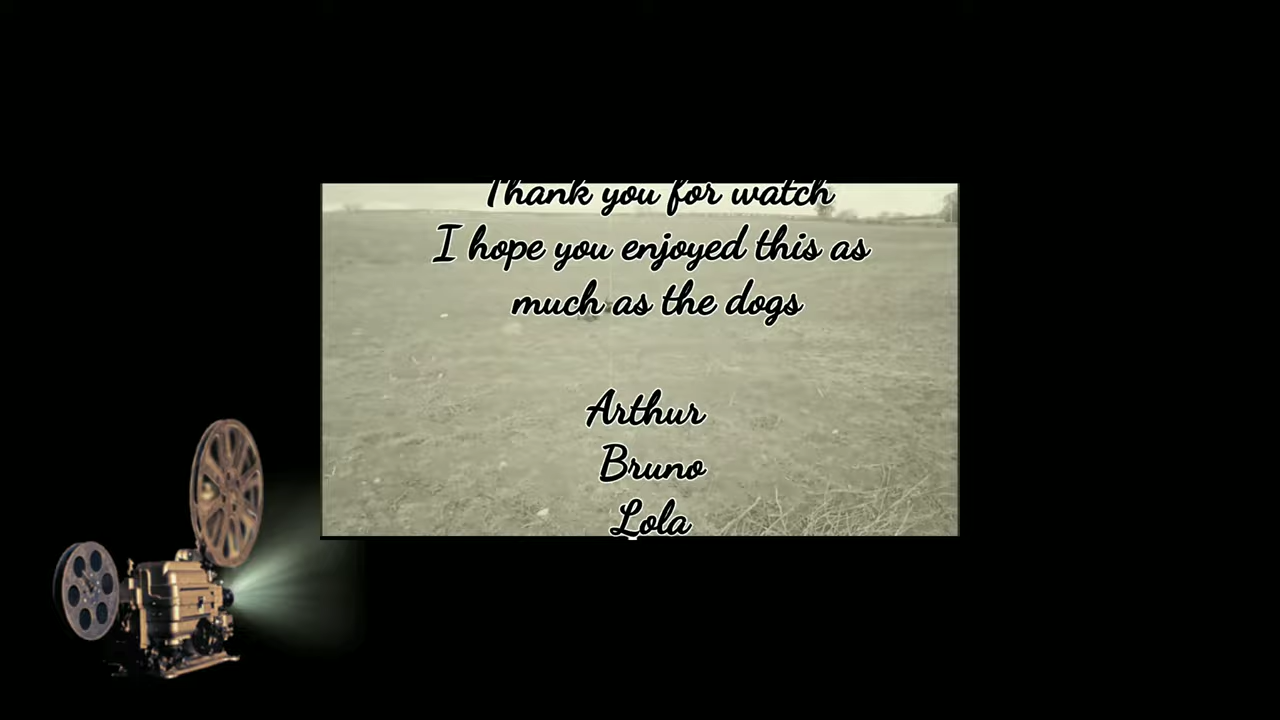 Thank you for watch
I hope you enjoyed this as
much as the dogs
Arthur
Bruno
Lola